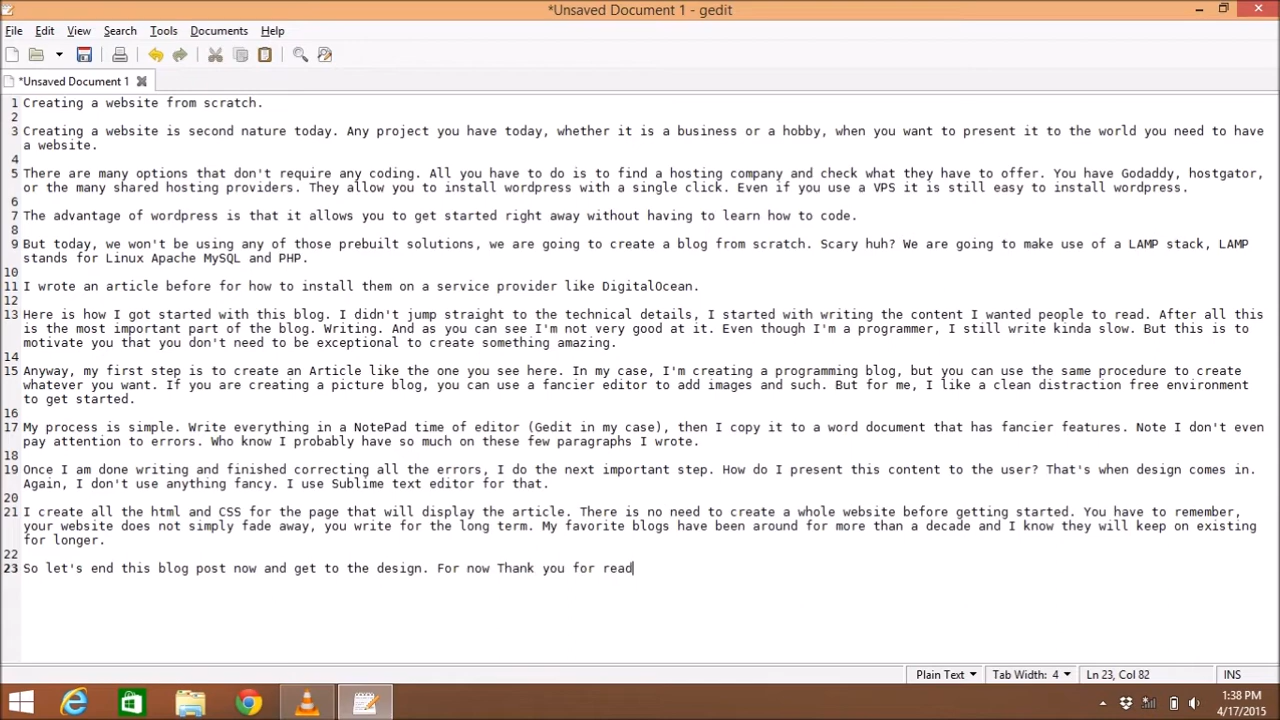 *Unsaved Document 1 - gedit
File Edit View Search Tools Documents Help
*Unsaved Document 1
1 Creating a website from scratch.
2
3 Creating a website is second nature today. Any project you have today, whether it is a business or a hobby, when you want to present it to the world you need to have
a website.
4
5 There are many options that don't require any coding. All you have to do is to find a hosting company and check what they have to offer. You have Godaddy, hostgator,
or the many shared hosting providers. They allow you to install wordpress with a single click. Even if you use a VPS it is still easy to install wordpress.
6
7 The advantage of wordpress is that it allows you to get started right away without having to learn how to code.
8
9 But today, we won't be using any of those prebuilt solutions, we are going to create a blog from scratch. Scary huh? We are going to make use of a LAMP stack, LAMP
stands for Linux Apache MySQL and PHP.
10
11 I wrote an article before for how to install them on a service provider like DigitalOcean.
12
13 Here is how I got started with this blog. I didn't jump straight to the technical details, I started with writing the content I wanted people to read. After all this
is the most important part of the blog. Writing. And as you can see I'm not very good at it. Even though I'm a programmer, I still write kinda slow. But this is to
motivate you that you don't need to be exceptional to create something amazing.
14
15 Anyway, my first step is to create an Article like the one you see here. In my case, I'm creating a programming blog, but you can use the same procedure to create
whatever you want. If you are creating a picture blog, you can use a fancier editor to add images and such. But for me, I like a clean distraction free environment
to get started.
16
17 My process is simple. Write everything in a NotePad time of editor (Gedit in my case), then I copy it to a word document that has fancier features. Note I don't even
pay attention to errors. Who know I probably have so much on these few paragraphs I wrote.
18
19 Once I am done writing and finished correcting all the errors, I do the next important step. How do I present this content to the user? That's when design comes in.
Again, I don't use anything fancy. I use Sublime text editor for that.
20
21 I create all the html and CSS for the page that will display the article. There is no need to create a whole website before getting started. You have to remember,
your website does not simply fade away, you write for the long term. My favorite blogs have been around for more than a decade and I know they will keep on existing
for longer.
22
23 So let's end this blog post now and get to the design. For now Thank you for read
Plain Text Tab Width: 4 Ln 23, Col 82 INS
1:38 PM
4/17/2015